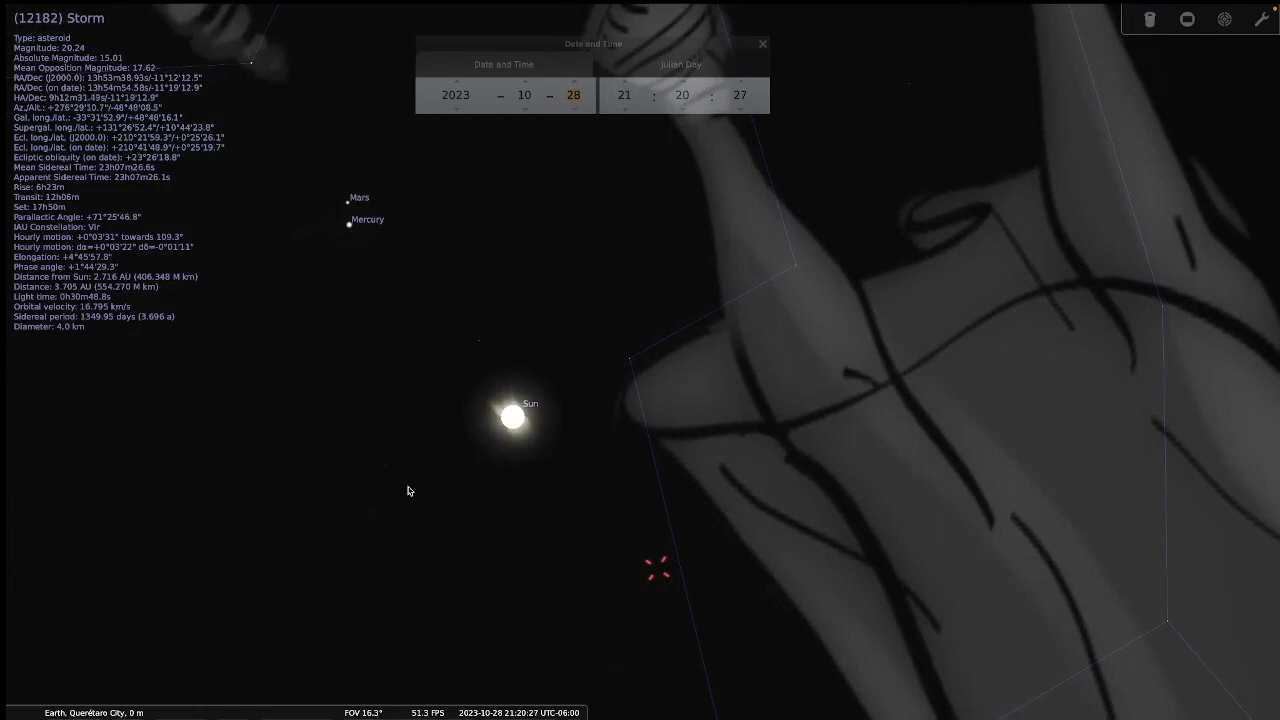 (12182) Storm
Type: asteroid
Magnitude: 20.24
Absolute Magnitude: 15.01
Mean Opposition Magnitude: 17.62
RA/Dec (J2000.0): 13h53m38.93s/-11°12'12.5"
RA/Dec (on date): 13h54m54.58s/-11°19'12.9"
HA/Dec: 9h12m31.49s/-11°19'12.9"
Az./Alt.: +276°29'10.7"/-48°48'08.5"
Gal. long./lat.: -33°31'52.9"/+48°48'16.1"
Supergal. long./lat.: +131°26'52.4"/+10°44'23.8"
Ecl. long./lat. (J2000.0): +210°21'59.3"/+0°25'26.1"
Ecl. long./lat. (on date): +210°41'48.9"/+0°25'19.7"
Ecliptic obliquity (on date): +23°26'18.8"
Mean Sidereal Time: 23h07m26.6s
Apparent Sidereal Time: 23h07m26.1s
Rise: 6h23m
Transit: 12h06m
Set: 17h50m
Parallactic Angle: +71°25'46.8"
IAU Constellation: Vir
Hourly motion: +0°03'31" towards 109.3°
Hourly motion: dα=+0°03'22" dδ=-0°01'11"
Elongation: +4°45'57.8"
Phase angle: +1°44'29.3"
Distance from Sun: 2.716 AU (406.348 M km)
Distance: 3.705 AU (554.270 M km)
Light time: 0h30m48.8s
Orbital velocity: 16.795 km/s
Sidereal period: 1349.95 days (3.696 a)
Diameter: 4.0 km
Date and Time
Date and Time Julian Day
2023 – 10 – 28 21 : 20 : 27
Mars
Mercury
Sun
Earth, Querétaro City, 0 m FOV 16.3° 51.3 FPS 2023-10-28 21:20:27 UTC-06:00